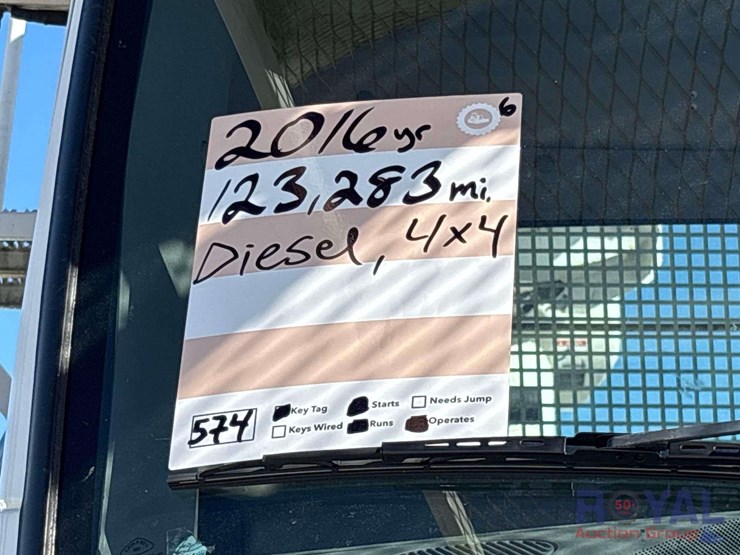 2016 yr
6
123,283 mi.
Diesel, 4x4
574
Key Tag Starts Needs Jump
Keys Wired Runs Operates
50
ROYAL
Auction Group